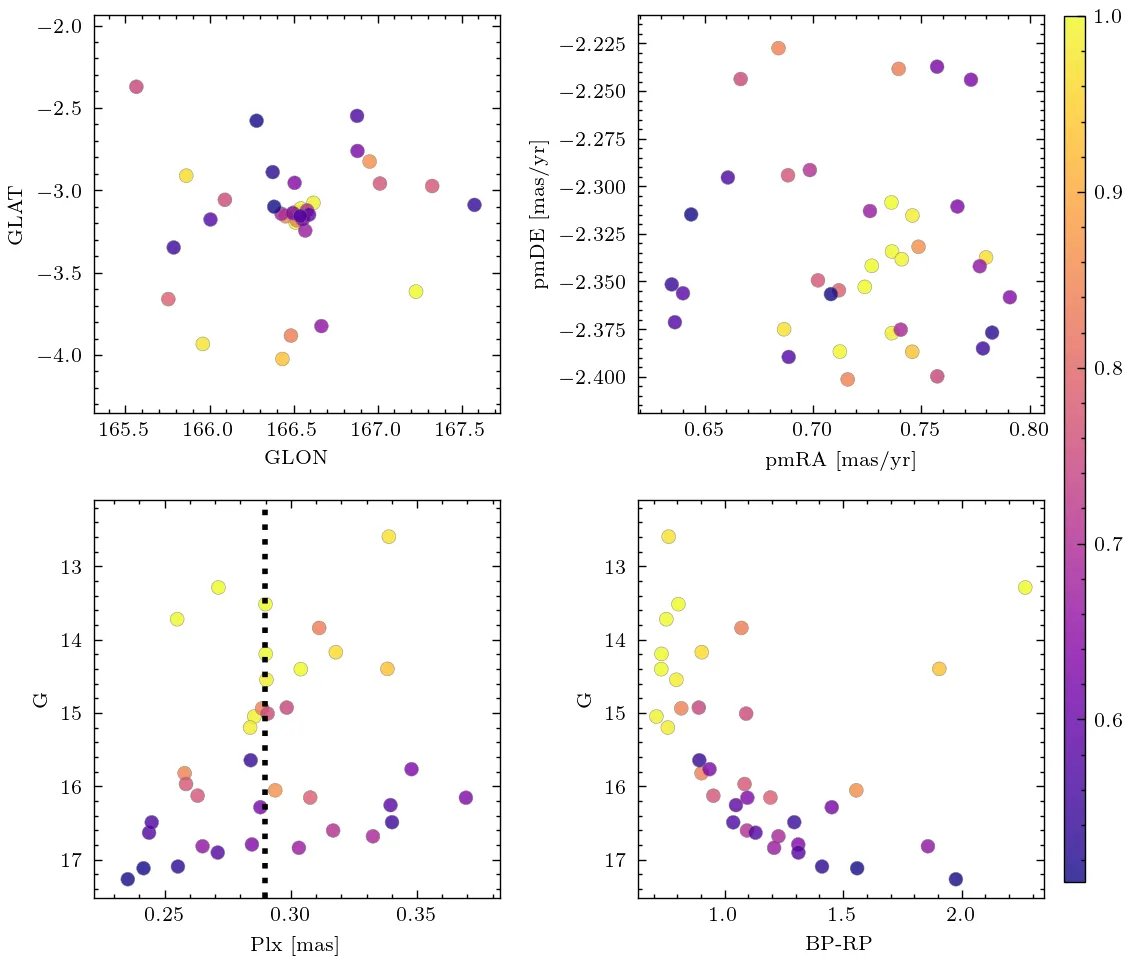 −2.0
−2.5
−3.0
−3.5
−4.0
GLAT
165.5 166.0 166.5 167.0 167.5
GLON
−2.225
−2.250
−2.275
−2.300
−2.325
−2.350
−2.375
−2.400
pmDE [mas/yr]
0.65 0.70 0.75 0.80
pmRA [mas/yr]
13
14
15
16
17
G
0.25 0.30 0.35
Plx [mas]
13
14
15
16
17
G
1.0 1.5 2.0
BP-RP
1.0
0.9
0.8
0.7
0.6